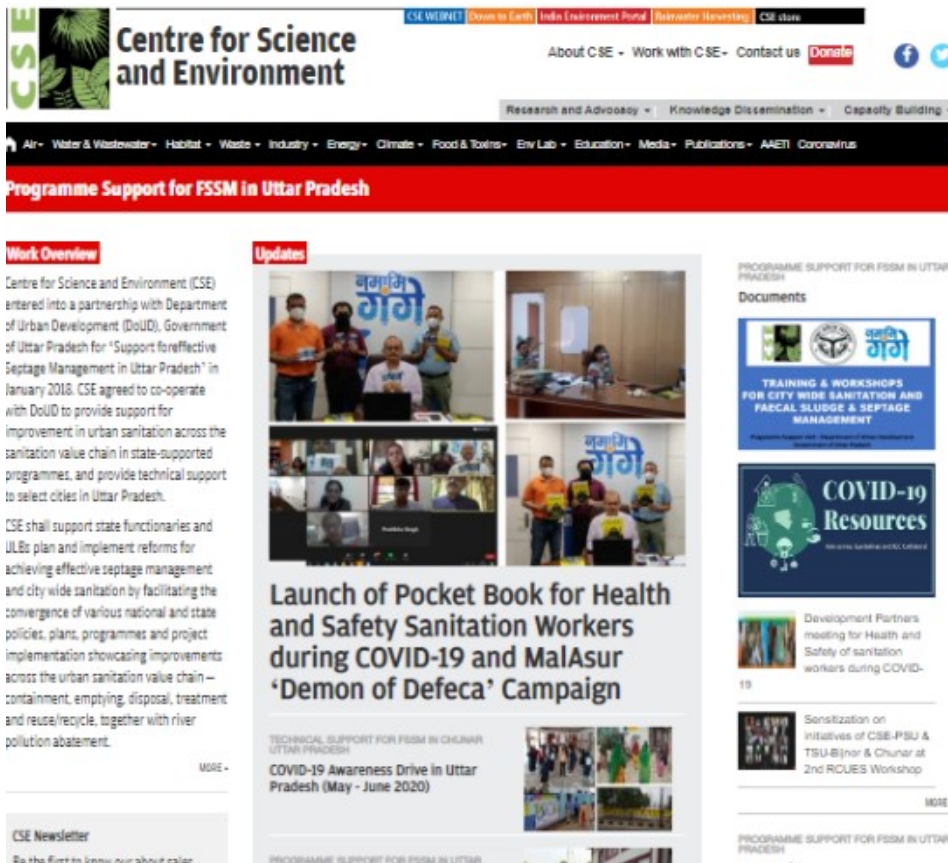 CSE WEBNET
Down to Earth
India Environment Portal
Rainwater Harvesting
CSE store
CSE
Centre for Science
and Environment
About CSE
Work with CSE
Contact us
Donate
Research and Advocacy
Knowledge Dissemination
Capacity Building
Air
Water & Wastewater
Habitat
Waste
Industry
Energy
Climate
Food & Toxins
Env Lab
Education
Media
Publications
AAETI
Coronavirus
Programme Support for FSSM in Uttar Pradesh
Work Overview
Centre for Science and Environment (CSE)
entered into a partnership with Department
of Urban Development (DoUD), Government
of Uttar Pradesh for "Support foreffective
Septage Management in Uttar Pradesh" in
January 2018. CSE agreed to co-operate
with DoUD to provide support for
improvement in urban sanitation across the
sanitation value chain in state-supported
programmes, and provide technical support
to select cities in Uttar Pradesh.
CSE shall support state functionaries and
ULBs plan and implement reforms for
achieving effective septage management
and city wide sanitation by facilitating the
convergence of various national and state
policies, plans, programmes and project
implementation showcasing improvements
across the urban sanitation value chain –
containment, emptying, disposal, treatment
and reuse/recycle, together with river
pollution abatement.
MORE
CSE Newsletter
Be the first to know our about sales
Updates
नमामि
गंगे
नमामि
गंगे
Launch of Pocket Book for Health
and Safety Sanitation Workers
during COVID-19 and MalAsur
‘Demon of Defeca’ Campaign
TECHNICAL SUPPORT FOR FSSM IN CHUNAR
UTTAR PRADESH
COVID-19 Awareness Drive in Uttar
Pradesh (May - June 2020)
PROGRAMME SUPPORT FOR FSSM IN UTTAR
PROGRAMME SUPPORT FOR FSSM IN UTTAR
PRADESH
Documents
नमामि
गंगे
TRAINING & WORKSHOPS
FOR CITY WIDE SANITATION AND
FAECAL SLUDGE & SEPTAGE
MANAGEMENT
COVID-19
Resources
Development Partners
meeting for Health and
Safety of sanitation
workers during COVID-
19
Sensitization on
initiatives of CSE-PSU &
TSU-Bijnor & Chunar at
2nd RCUES Workshop
MORE
PROGRAMME SUPPORT FOR FSSM IN UTTAR
PRADESH